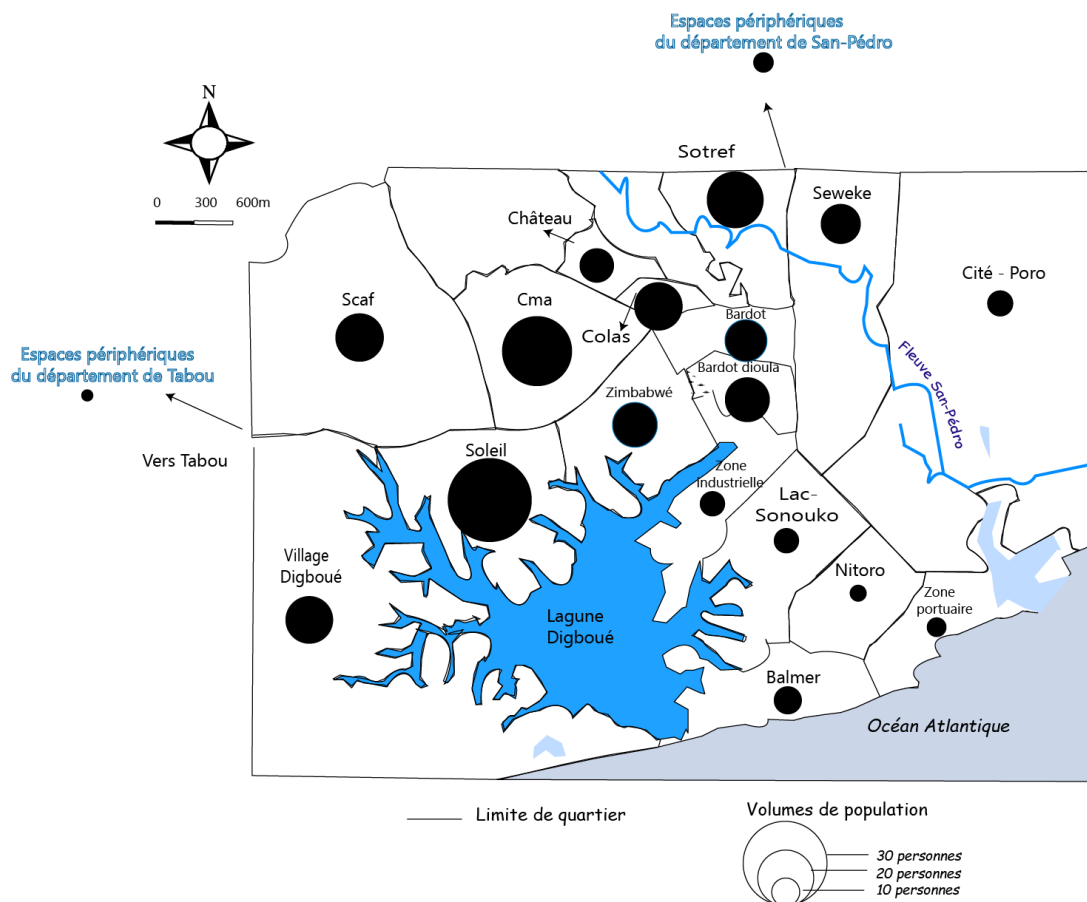 Espaces périphériques
du département de San-Pédro
N
Sotref
0 300 600m
Seweke
Château
Cité - Poro
Scaf
Cma
Colas
Bardot
Espaces périphériques
du département de Tabou
Bardot dioula
Fleuve San-Pédro
Zimbabwé
Vers Tabou
Soleil
Zone
industrielle
Lac-
Sonouko
Village
Digboué
Nitoro
Zone
portuaire
Lagune
Digboué
Balmer
Océan Atlantique
Limite de quartier
Volumes de population
30 personnes
20 personnes
10 personnes